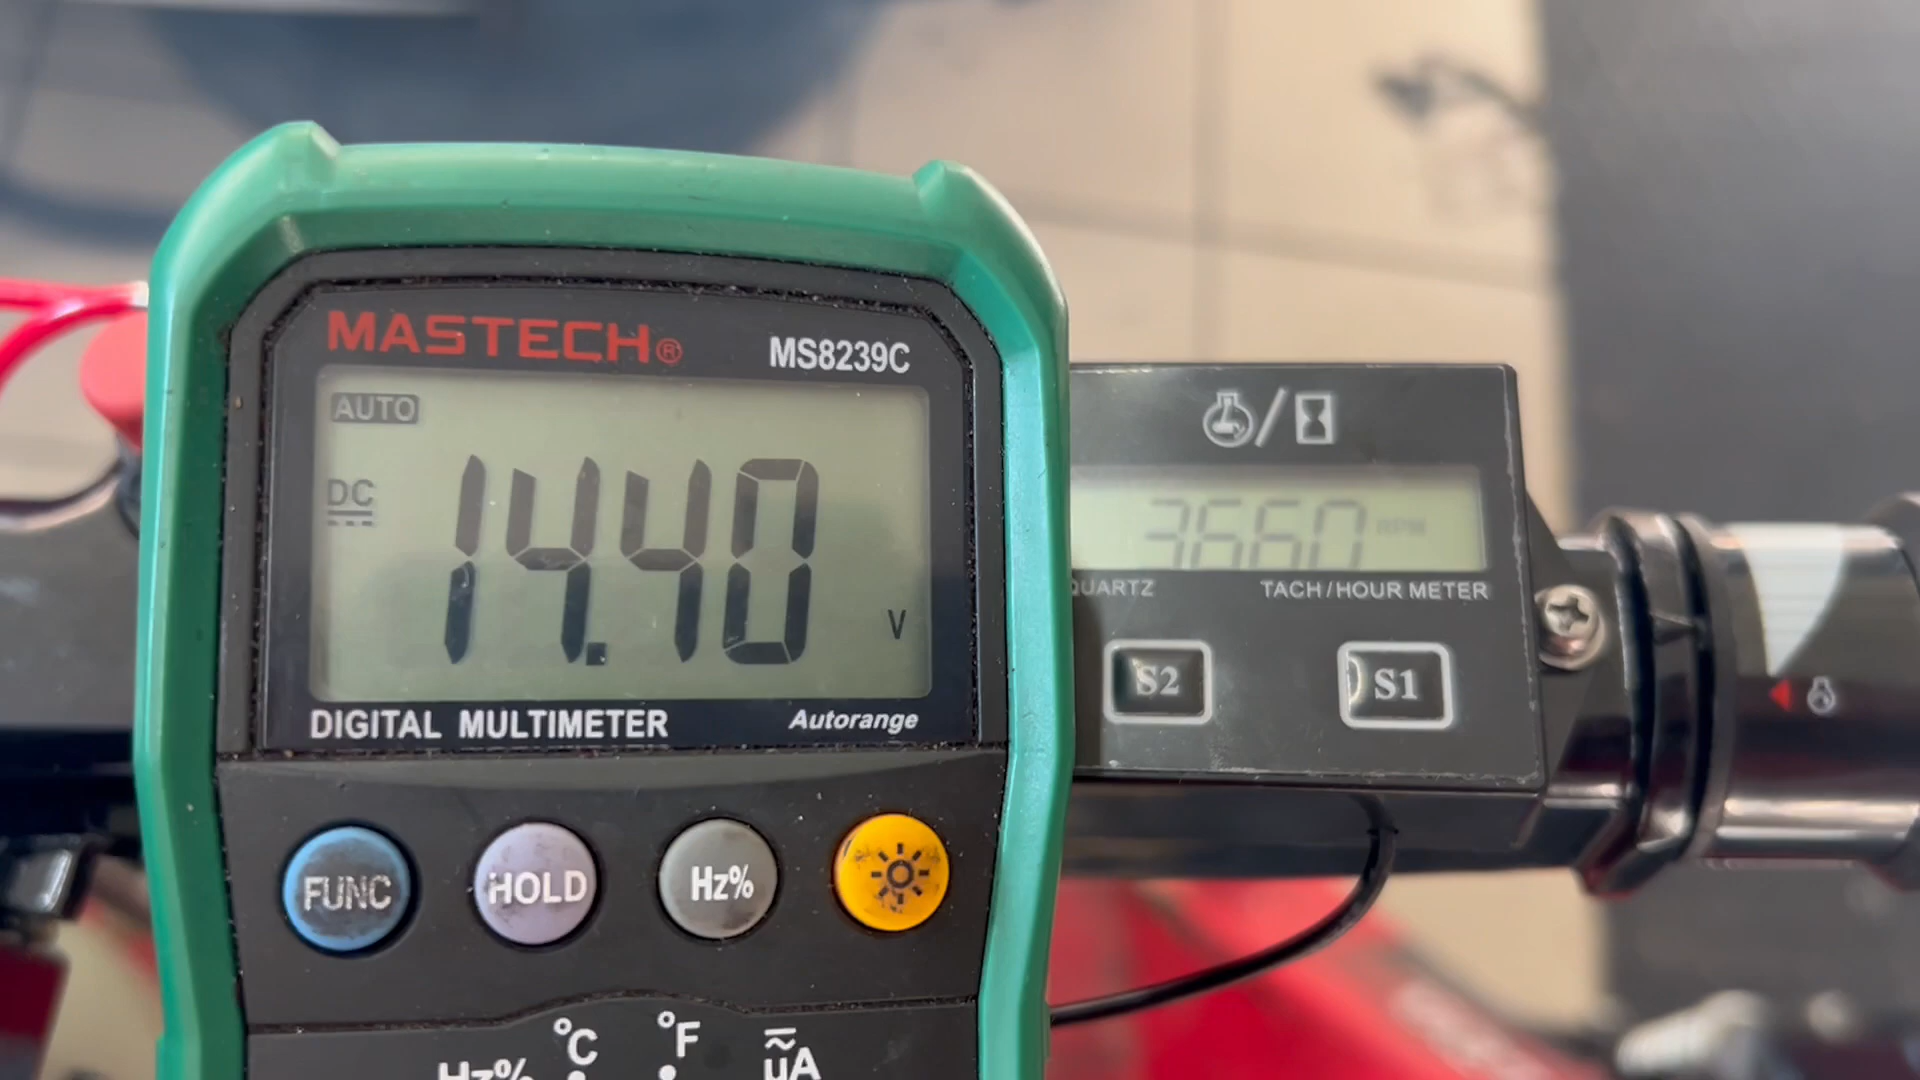 MASTECH®
MS8239C
AUTO
DC
14.40
V
DIGITAL MULTIMETER
Autorange
FUNC
HOLD
Hz%
Hz%
°C
°F
μA
3660 RPM
QUARTZ
TACH/HOUR METER
S2
S1